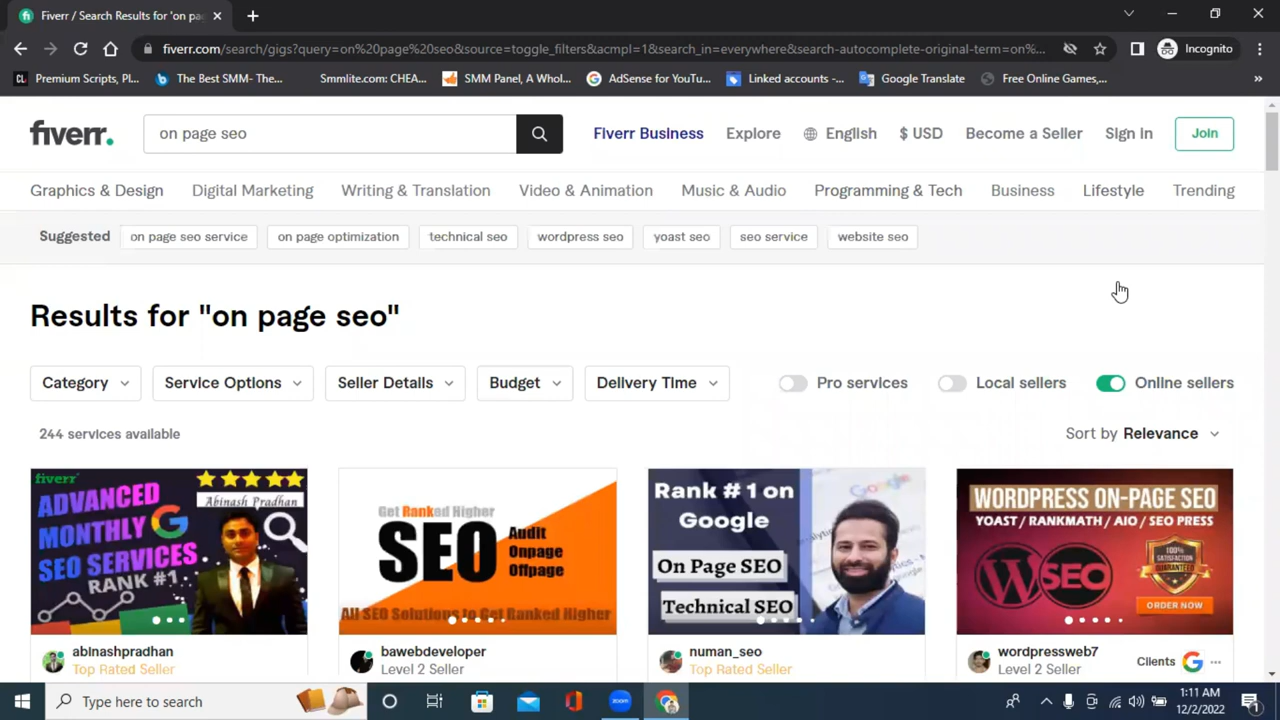 Fiverr / Search Results for 'on pa
fiverr.com/search/gigs?query=on%20page%20seo&source=toggle_filters&acmpl=1&search_in=everywhere&search-autocomplete-original-term=on%...
Incognito
Premium Scripts, Pl...
The Best SMM- The...
Smmlite.com: CHEA...
SMM Panel, A Whol...
AdSense for YouTu...
Linked accounts -...
Google Translate
Free Online Games,...
»
fiverr.
on page seo
Fiverr Business
Explore
English
$ USD
Become a Seller
Sign In
Join
Graphics & Design
Digital Marketing
Writing & Translation
Video & Animation
Music & Audio
Programming & Tech
Business
Lifestyle
Trending
Suggested
on page seo service
on page optimization
technical seo
wordpress seo
yoast seo
seo service
website seo
Results for "on page seo"
Category
Service Options
Seller Details
Budget
Delivery Time
Pro services
Local sellers
Online sellers
244 services available
Sort by Relevance
fiverr
Abinash Pradhan
ADVANCED
MONTHLY
SEO SERVICES
RANK #1
Get Ranked Higher
SEO
Audit
Onpage
Offpage
All SEO Solutions to Get Ranked Higher
Rank # 1 on
Google
On Page SEO
Technical SEO
WORDPRESS ON-PAGE SEO
YOAST / RANKMATH / AIO / SEO PRESS
SEO
100%
SATISFACTION
GUARANTEED
ORDER NOW
abinashpradhan
Top Rated Seller
bawebdeveloper
Level 2 Seller
numan_seo
Top Rated Seller
wordpressweb7
Level 2 Seller
Clients
Type here to search
zoom
1:11 AM
12/2/2022
1